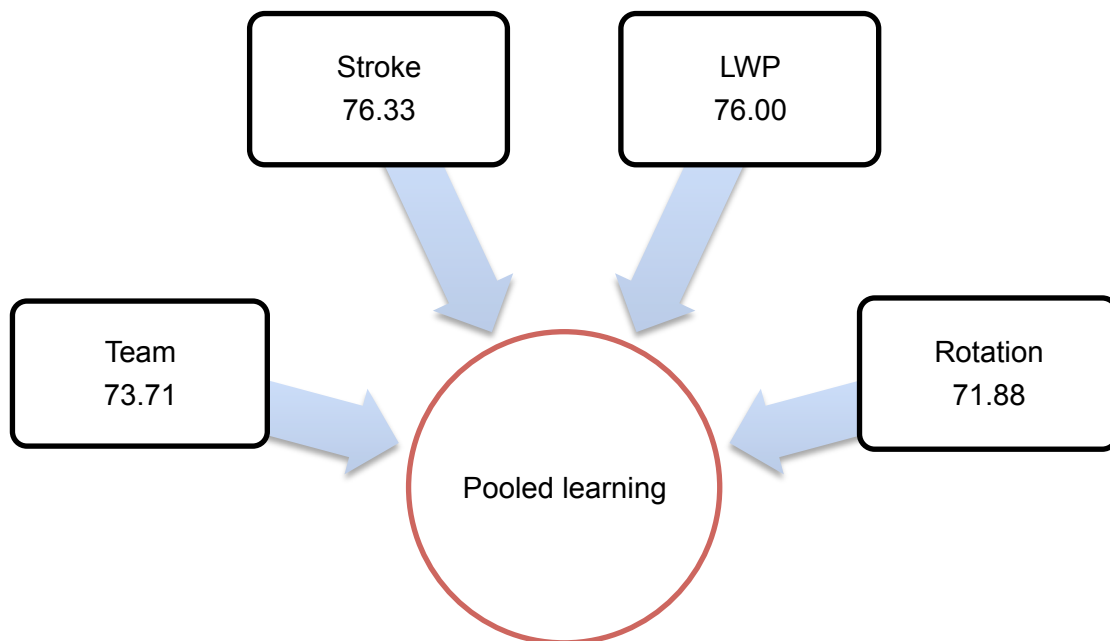 Stroke
76.33
LWP
76.00
Team
73.71
Rotation
71.88
Pooled learning